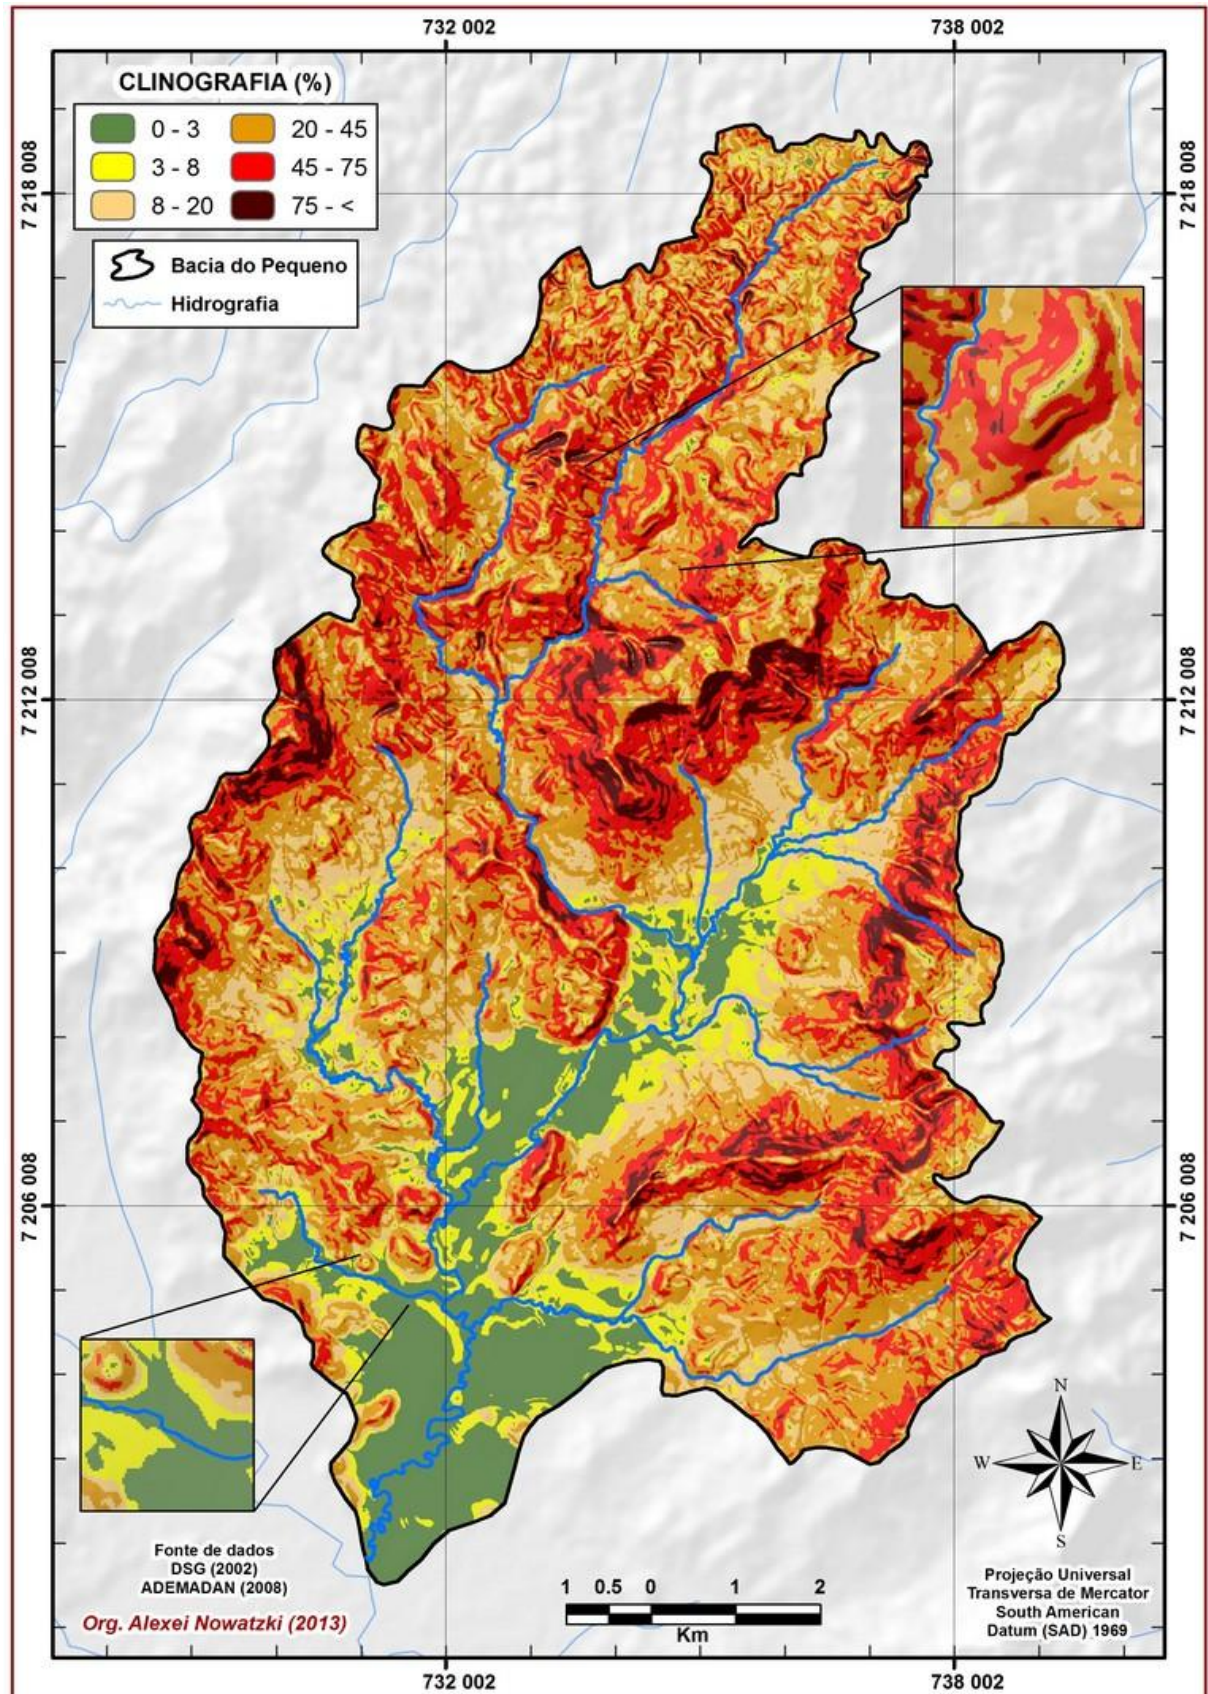 732 002
738 002
CLINOGRAFIA (%)
0 - 3
20 - 45
3 - 8
45 - 75
8 - 20
75 - <
Bacia do Pequeno
Hidrografia
7 218 008
7 218 008
7 212 008
7 212 008
7 206 008
7 206 008
N
W
E
S
Fonte de dados
DSG (2002)
ADEMADAN (2008)
Org. Alexei Nowatzki (2013)
1 0.5 0 1 2
Km
Projeção Universal
Transversa de Mercator
South American
Datum (SAD) 1969
732 002
738 002